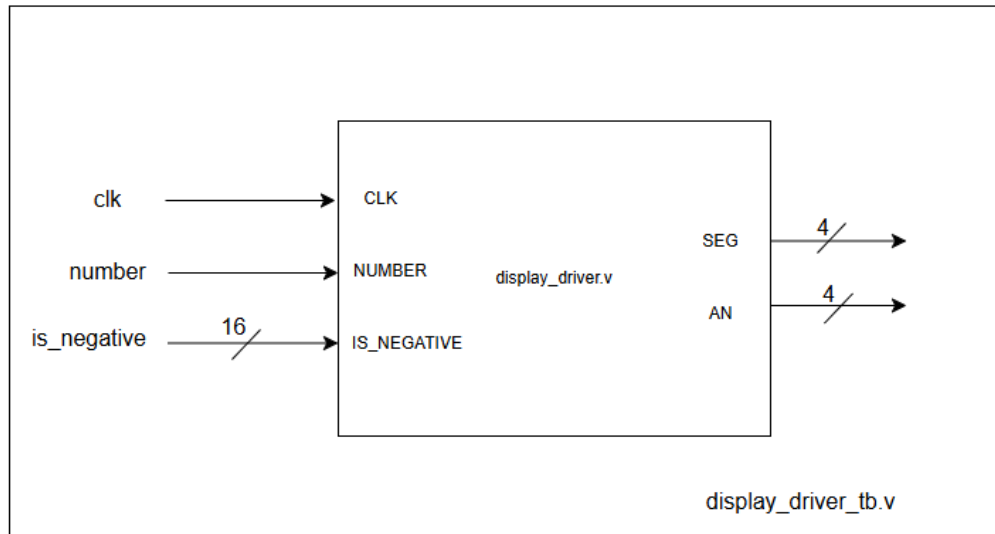 clk
CLK
number
NUMBER
is_negative
16
IS_NEGATIVE
display_driver.v
SEG
4
AN
4
display_driver_tb.v